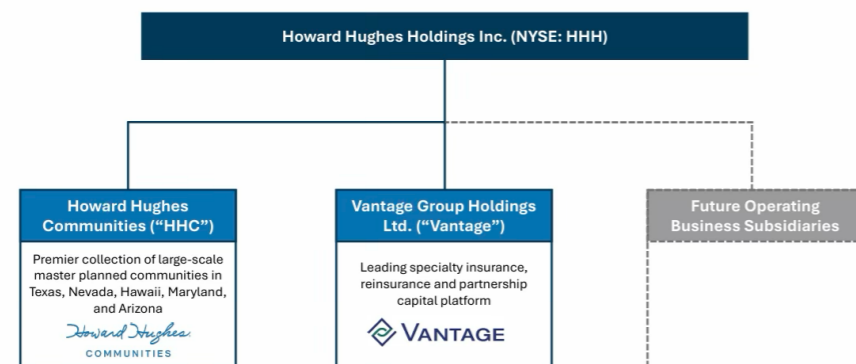 Howard Hughes Holdings Inc. (NYSE: HHH)
Howard Hughes
Communities (“HHC”)
Premier collection of large-scale
master planned communities in
Texas, Nevada, Hawaii, Maryland,
and Arizona
Howard Hughes.
COMMUNITIES
Vantage Group Holdings
Ltd. (“Vantage”)
Leading specialty insurance,
reinsurance and partnership
capital platform
VANTAGE
Future Operating
Business Subsidiaries